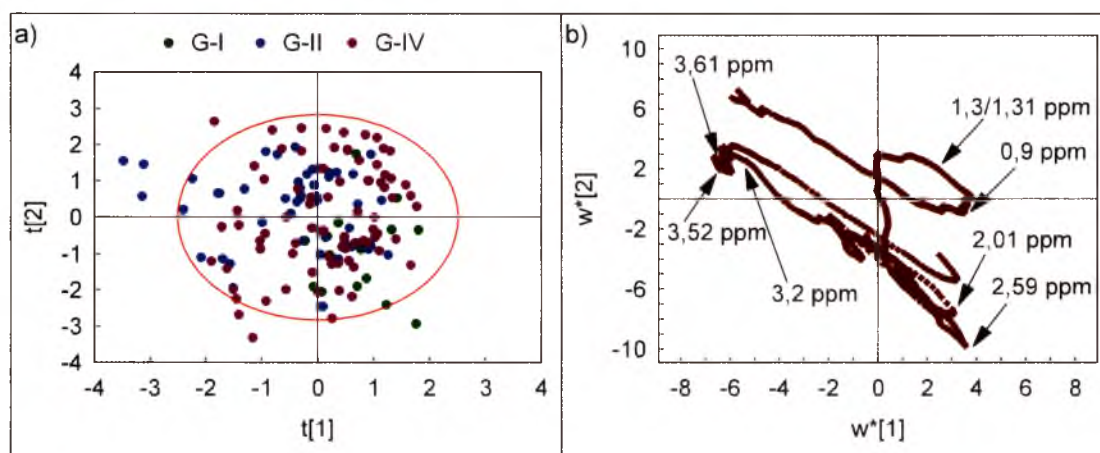 a)
G-I G-II G-IV
4
3
2
1
0
-1
-2
-3
-4
t[2]
-4 -3 -2 -1 0 1 2 3 4
t[1]
b)
10
6
2
-2
-6
-10
w*[2]
3,61 ppm
1,3/1,31 ppm
0,9 ppm
3,52 ppm
2,01 ppm
3,2 ppm
2,59 ppm
-8 -6 -4 -2 0 2 4 6 8
w*[1]